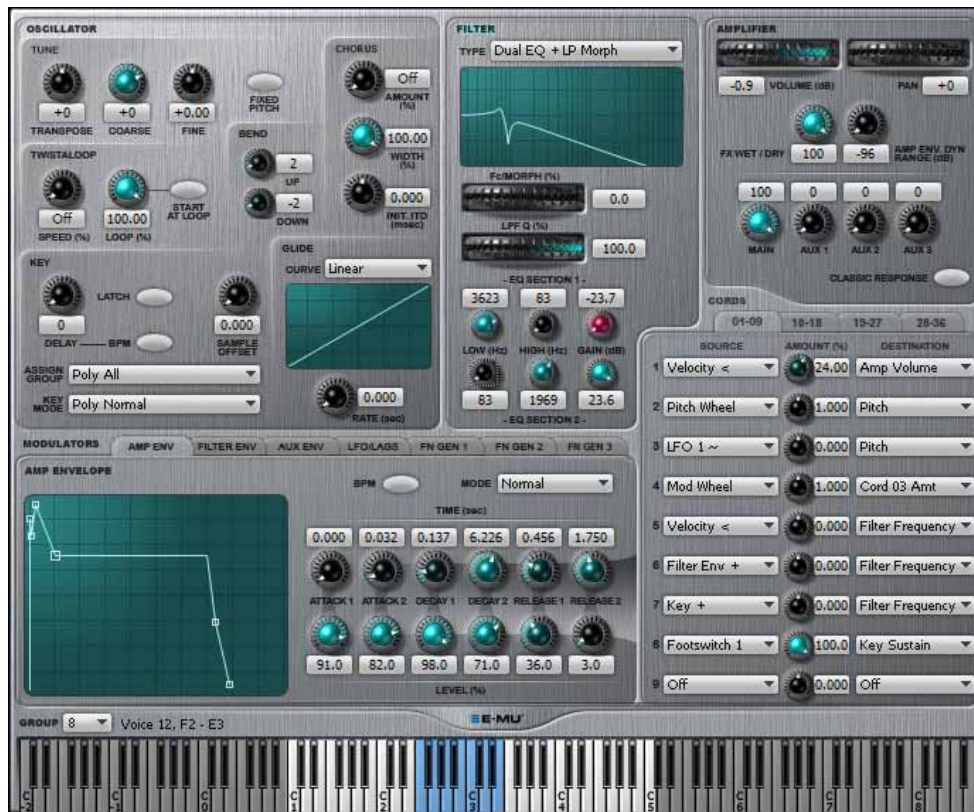 OSCILLATOR
TUNE
+0 +0 +0.00
TRANSPOSE COARSE FINE
FIXED PITCH
CHORUS
Off
AMOUNT (%)
100.00
WIDTH (%)
0.000
INIT. ITD (msec)
BEND
2
UP
-2
DOWN
TWISTALOOP
Off 100.00
SPEED (%) LOOP (%)
START AT LOOP
KEY
LATCH
0 0.000
DELAY BPM
SAMPLE OFFSET
ASSIGN GROUP Poly All
KEY MODE Poly Normal
GLIDE
CURVE Linear
0.000
RATE (sec)
FILTER
TYPE Dual EQ + LP Morph
Fc/MORPH (%)
0.0
LPF Q (%)
100.0
- EQ SECTION 1 -
3623 83 -23.7
LOW (Hz) HIGH (Hz) GAIN (dB)
83 1969 23.6
- EQ SECTION 2 -
AMPLIFIER
-0.9 VOLUME (dB) PAN +0
FX WET / DRY 100 -96 AMP ENV. DYN RANGE (dB)
100 0 0 0
MAIN AUX 1 AUX 2 AUX 3
CLASSIC RESPONSE
CORDS
01-09 10-18 19-27 28-36
SOURCE AMOUNT (%) DESTINATION
1 Velocity < 24.00 Amp Volume
2 Pitch Wheel 1.000 Pitch
3 LFO 1 ~ 0.000 Pitch
4 Mod Wheel 1.000 Cord 03 Amt
5 Velocity < 0.000 Filter Frequency
6 Filter Env + 0.000 Filter Frequency
7 Key + 0.000 Filter Frequency
8 Footswitch 1 100.0 Key Sustain
9 Off 0.000 Off
MODULATORS AMP ENV FILTER ENV AUX ENV LFO/LAGS FN GEN 1 FN GEN 2 FN GEN 3
AMP ENVELOPE
BPM MODE Normal
TIME (sec)
0.000 0.032 0.137 6.226 0.456 1.750
ATTACK 1 ATTACK 2 DECAY 1 DECAY 2 RELEASE 1 RELEASE 2
91.0 82.0 98.0 71.0 36.0 3.0
LEVEL (%)
GROUP 8 Voice 12, F2 - E3
E-MU
C -2 C -1 C 0 C 1 C 2 C 3 C 4 C 5 C 6 C 7 C 8